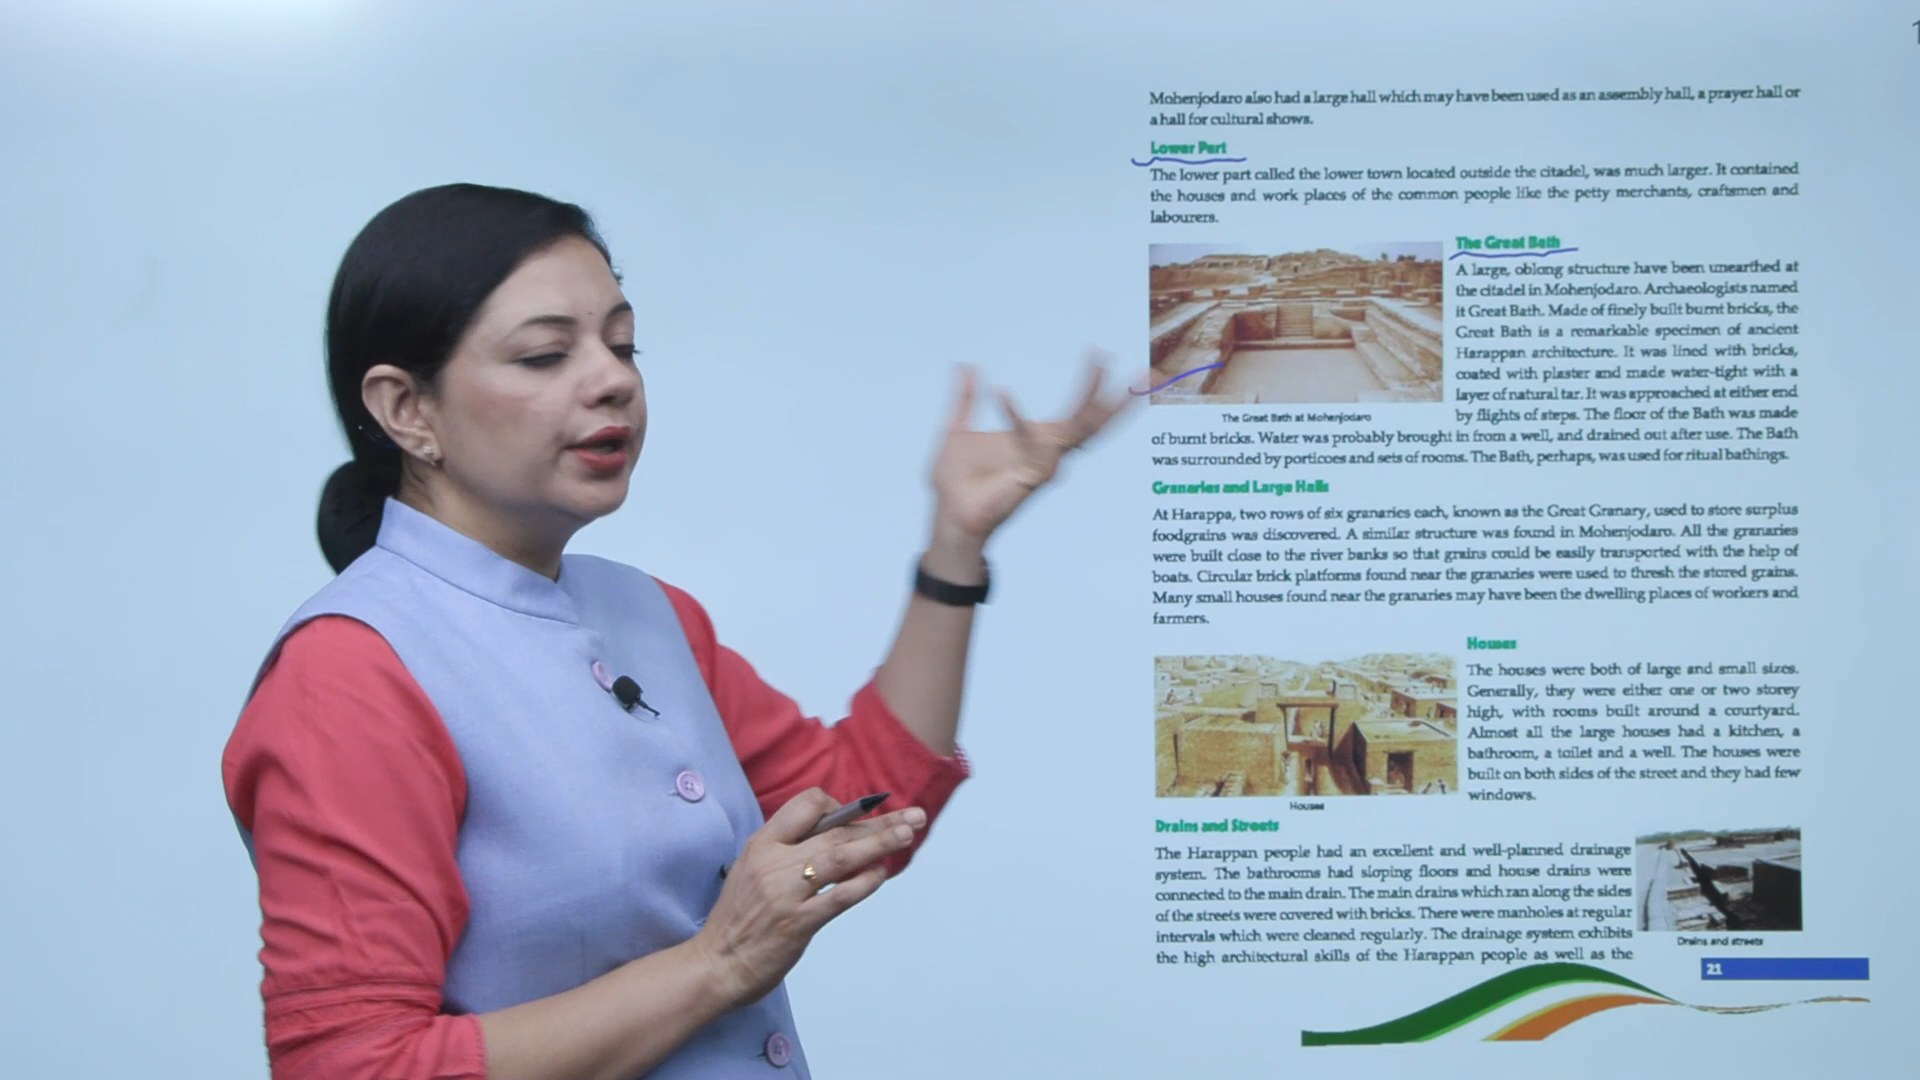 Mohenjodaro also had a large hall which may have been used as an assembly hall, a prayer hall or
a hall for cultural shows.
Lower Part
The lower part called the lower town located outside the citadel, was much larger. It contained
the houses and work places of the common people like the petty merchants, craftsmen and
labourers.
The Great Bath
A large, oblong structure have been unearthed at
the citadel in Mohenjodaro. Archaeologists named
it Great Bath. Made of finely built burnt bricks, the
Great Bath is a remarkable specimen of ancient
Harappan architecture. It was lined with bricks,
coated with plaster and made water-tight with a
layer of natural tar. It was approached at either end
by flights of steps. The floor of the Bath was made
The Great Bath at Mohenjodaro
of burnt bricks. Water was probably brought in from a well, and drained out after use. The Bath
was surrounded by porticoes and sets of rooms. The Bath, perhaps, was used for ritual bathings.
Granaries and Large Halls
At Harappa, two rows of six granaries each, known as the Great Granary, used to store surplus
foodgrains was discovered. A similar structure was found in Mohenjodaro. All the granaries
were built close to the river banks so that grains could be easily transported with the help of
boats. Circular brick platforms found near the granaries were used to thresh the stored grains.
Many small houses found near the granaries may have been the dwelling places of workers and
farmers.
Houses
The houses were both of large and small sizes.
Generally, they were either one or two storey
high, with rooms built around a courtyard.
Almost all the large houses had a kitchen, a
bathroom, a toilet and a well. The houses were
built on both sides of the street and they had few
windows.
Houses
Drains and Streets
The Harappan people had an excellent and well-planned drainage
system. The bathrooms had sloping floors and house drains were
connected to the main drain. The main drains which ran along the sides
of the streets were covered with bricks. There were manholes at regular
intervals which were cleaned regularly. The drainage system exhibits
the high architectural skills of the Harappan people as well as the
Drains and streets
21